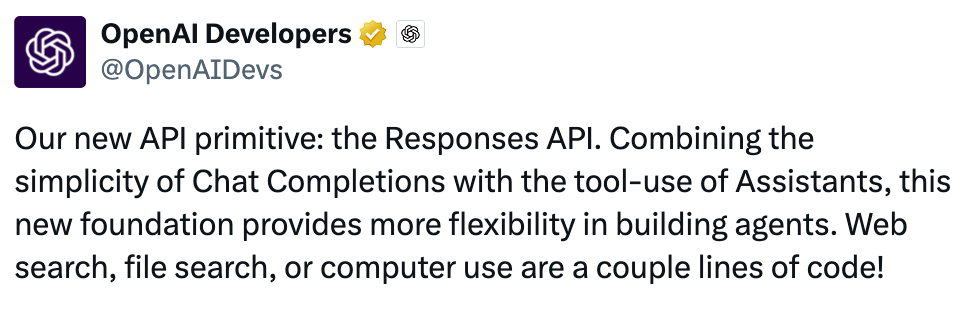 OpenAI Developers
@OpenAIDevs
Our new API primitive: the Responses API. Combining the
simplicity of Chat Completions with the tool-use of Assistants, this
new foundation provides more flexibility in building agents. Web
search, file search, or computer use are a couple lines of code!